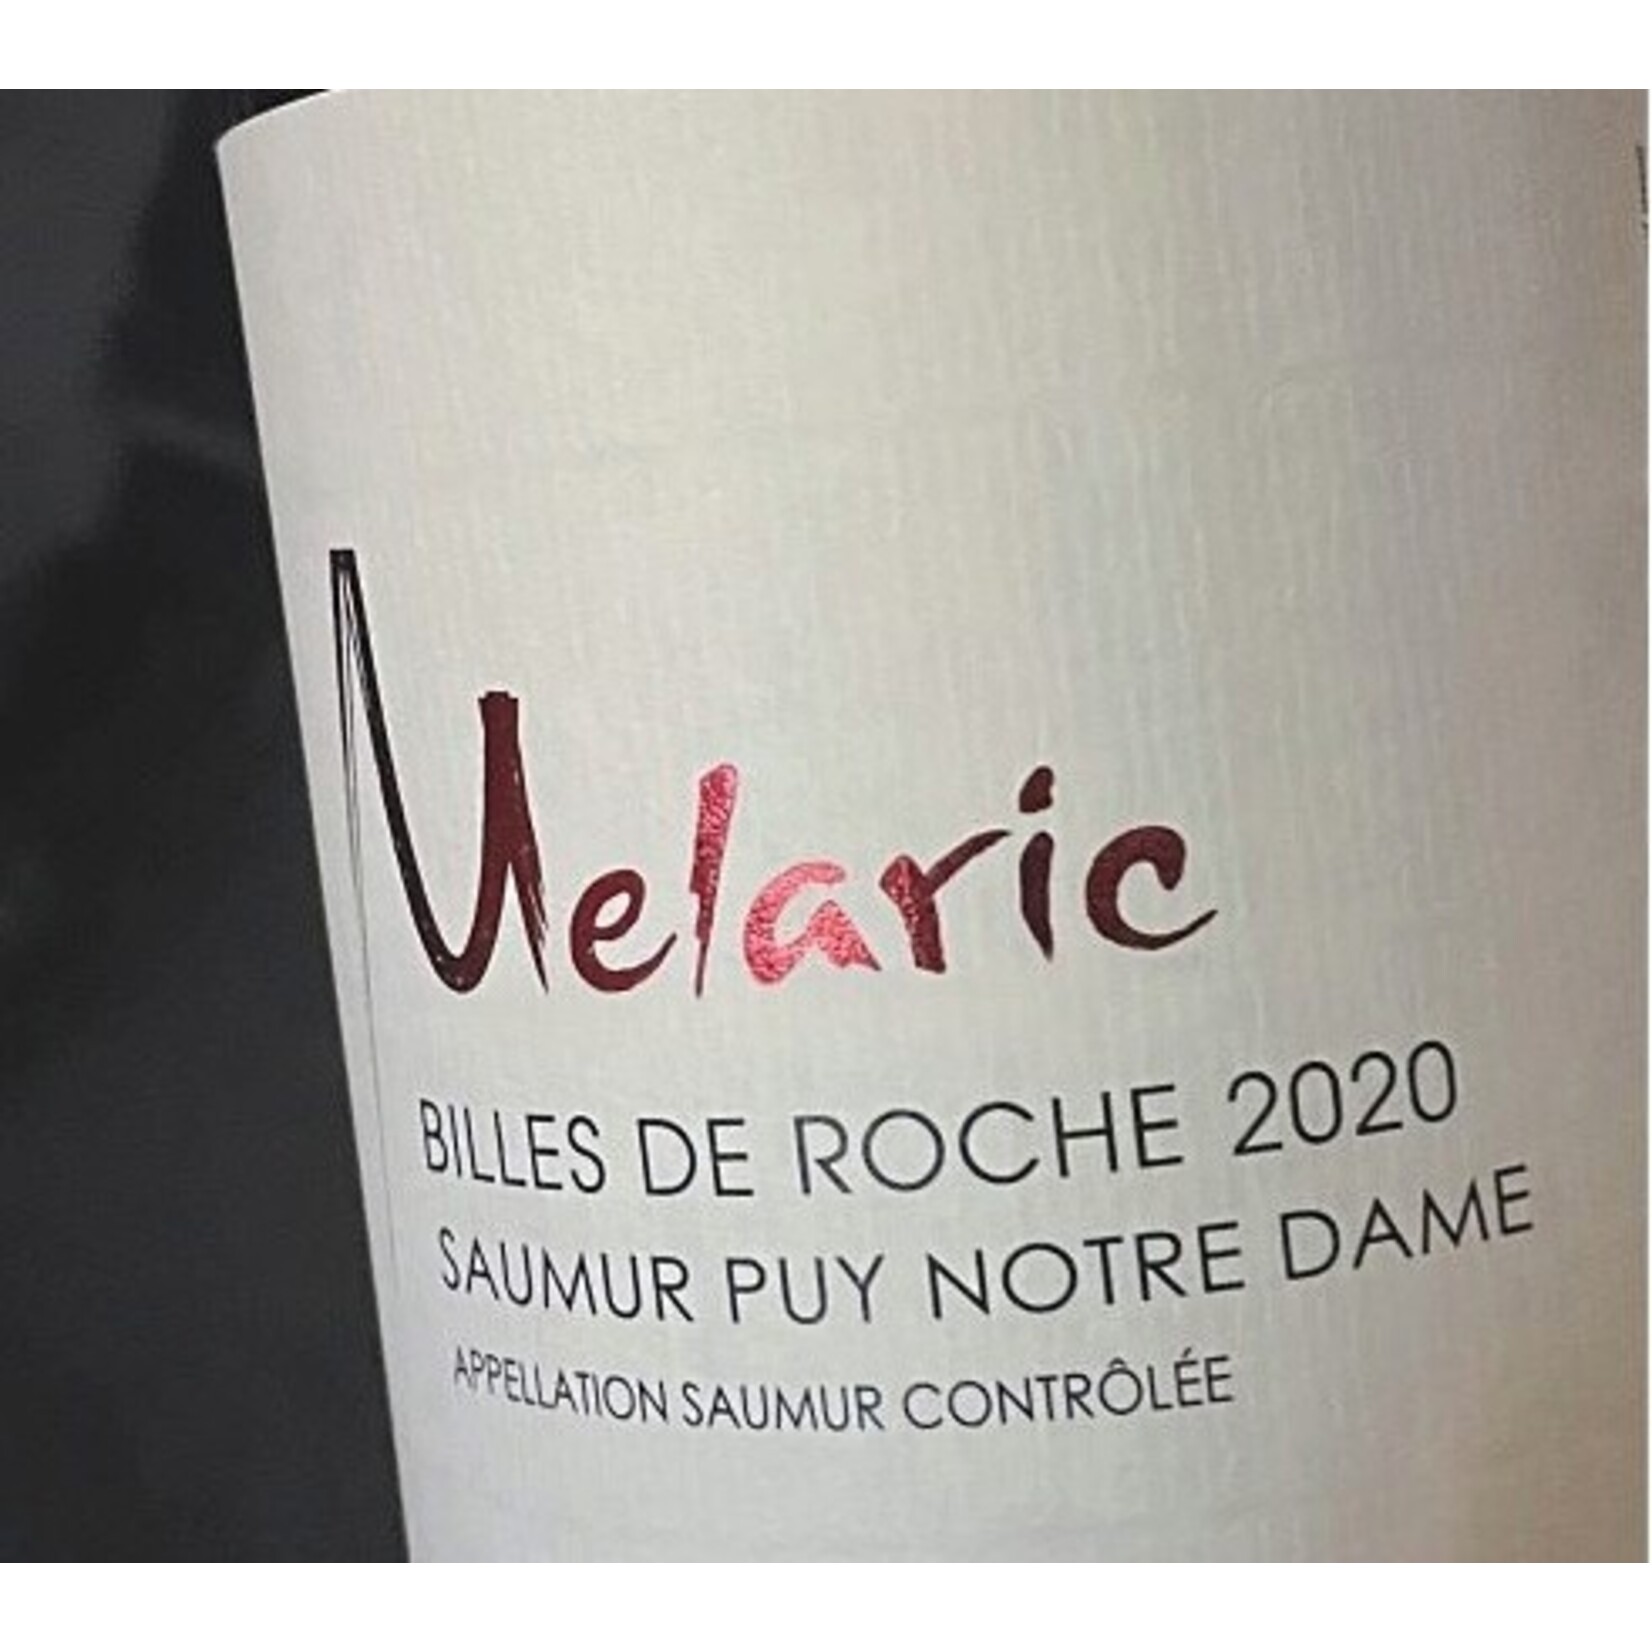 Melaric
BILLES DE ROCHE 2020
SAUMUR PUY NOTRE DAME
APPELLATION SAUMUR CONTRÔLÉE